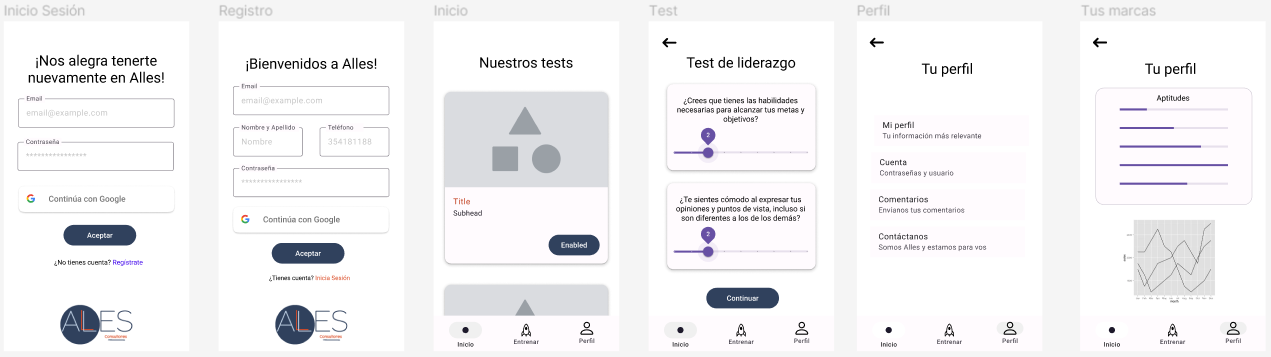 Inicio Sesión
¡Nos alegra tenerte
nuevamente en Alles!
Email
email@example.com
Contraseña
****************
Continúa con Google
Aceptar
¿No tienes cuenta? Regístrate
ALLES
Consultores
Registro
¡Bienvenidos a Alles!
Email
email@example.com
Nombre y Apellido
Nombre
Teléfono
354181188
Contraseña
****************
Continúa con Google
Aceptar
¿Tienes cuenta? Inicia Sesión
ALLES
Consultores
Inicio
Nuestros tests
Title
Subhead
Enabled
Inicio
Entrenar
Perfil
Test
Test de liderazgo
¿Crees que tienes las habilidades
necesarias para alcanzar tus metas y
objetivos?
2
¿Te sientes cómodo al expresar tus
opiniones y puntos de vista, incluso si
son diferentes a los de los demás?
2
Continuar
Inicio
Entrenar
Perfil
Perfil
Tu perfil
Mi perfil
Tu información más relevante
Cuenta
Contraseñas y usuario
Comentarios
Envianos tus comentarios
Contáctanos
Somos Alles y estamos para vos
Inicio
Entrenar
Perfil
Tus marcas
Tu perfil
Aptitudes
month
Inicio
Entrenar
Perfil